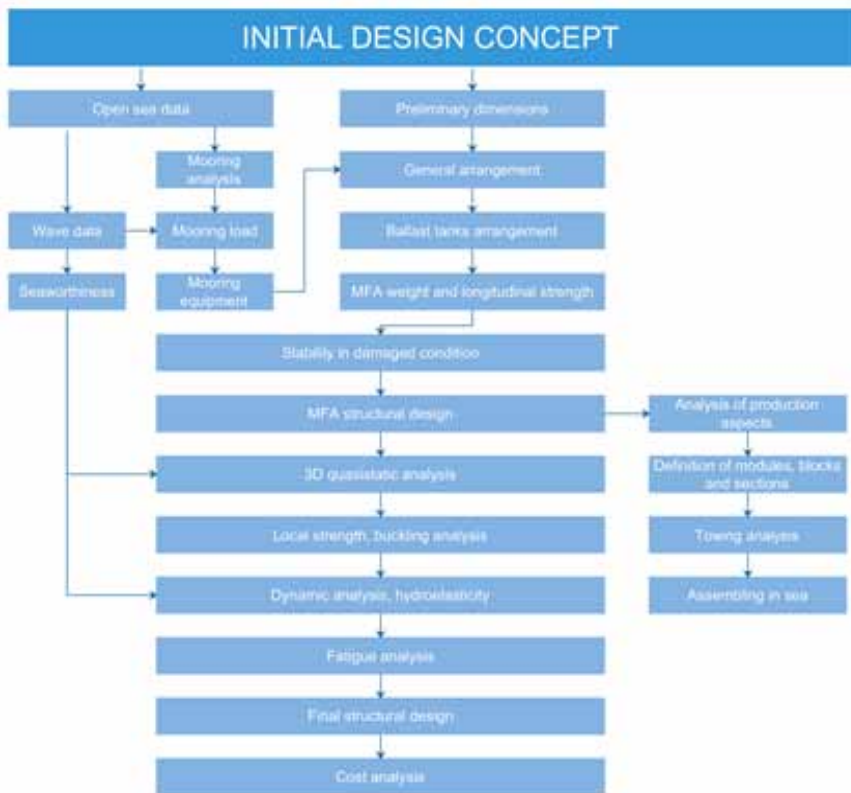 INITIAL DESIGN CONCEPT
Open sea data
Preliminary dimensions
Mooring
analysis
General arrangement
Wave data
Mooring load
Ballast tanks arrangement
Seaworthiness
Mooring
equipment
MFA weight and longitudinal strength
Stability in damaged condition
MFA structural design
Analysis of production
aspects
3D quasistatic analysis
Definition of modules, blocks
and sections
Local strength, buckling analysis
Towing analysis
Dynamic analysis, hydroelasticity
Assembling in sea
Fatigue analysis
Final structural design
Cost analysis